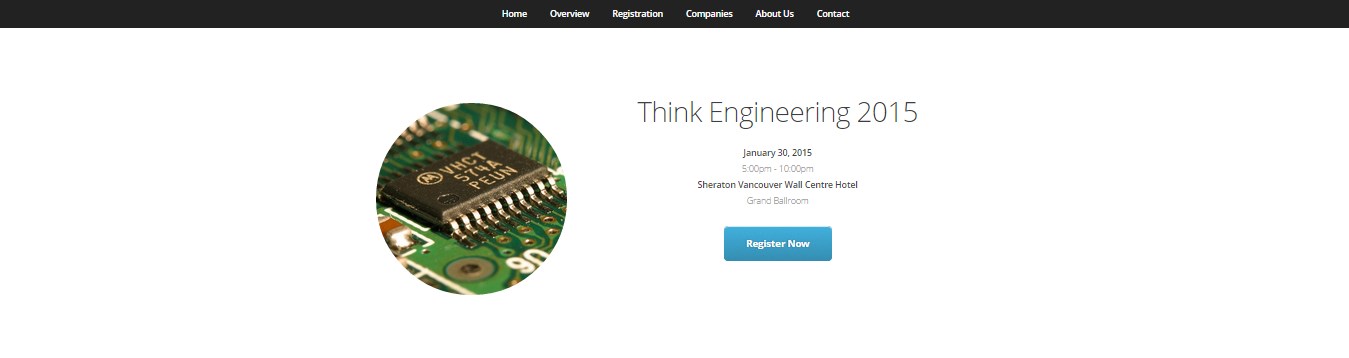 Home Overview Registration Companies About Us Contact
Think Engineering 2015
January 30, 2015
5:00pm - 10:00pm
Sheraton Vancouver Wall Centre Hotel
Grand Ballroom
Register Now
VHCT
574A
PEUN
06